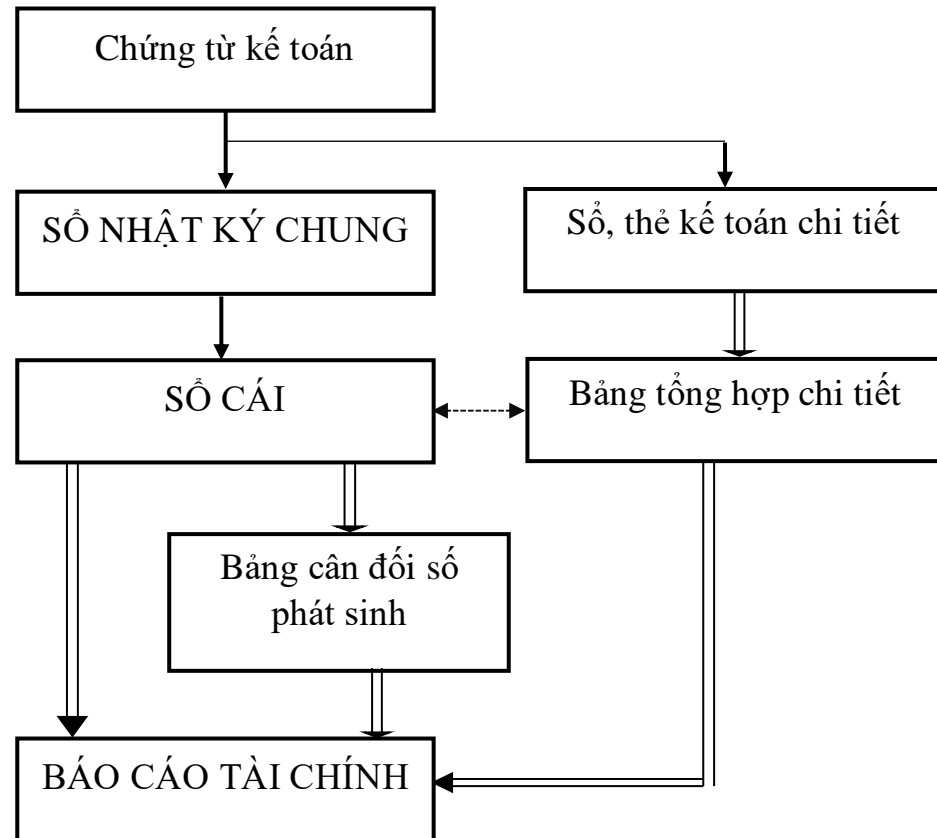 Chứng từ kế toán
SỔ NHẬT KÝ CHUNG
Sổ, thẻ kế toán chi tiết
SỔ CÁI
Bảng tổng hợp chi tiết
Bảng cân đối số
phát sinh
BÁO CÁO TÀI CHÍNH